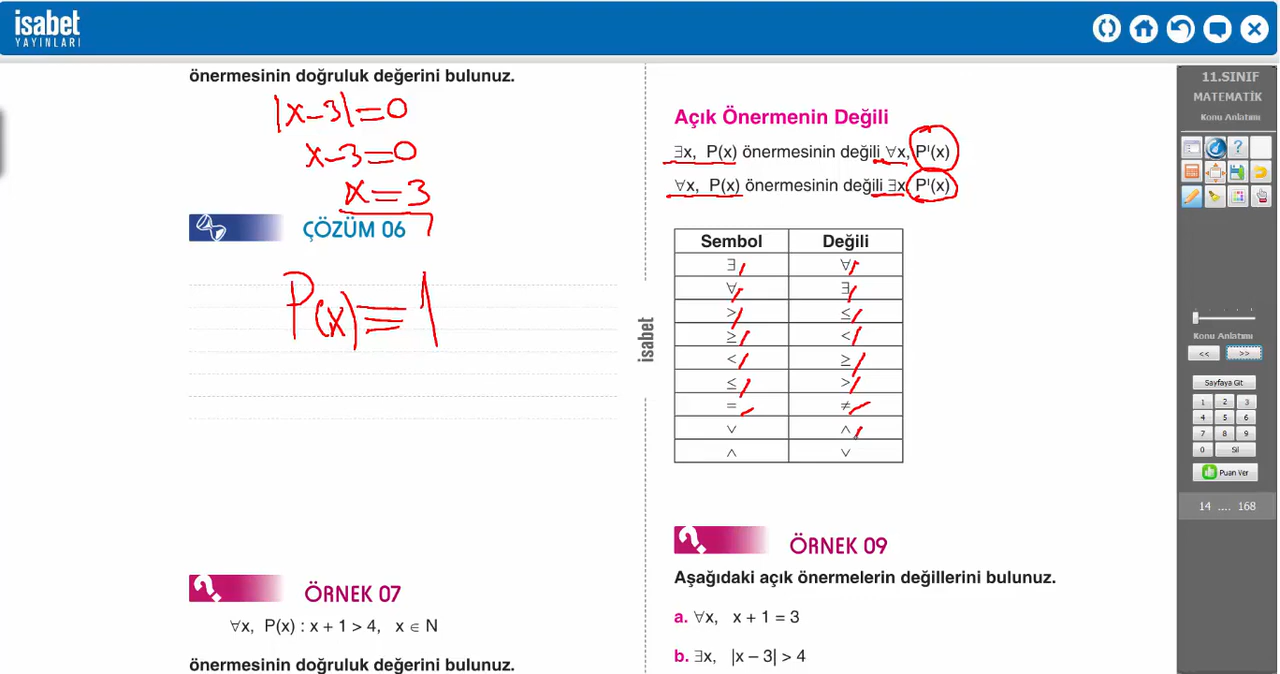 isabet
YAYINLARI
önermesinin doğruluk değerini bulunuz.
|x-3|=0
x-3=0
x=3
ÇÖZÜM 06
P(x)≡1
ÖRNEK 07
∀x, P(x) : x + 1 > 4, x ∈ N
önermesinin doğruluk değerini bulunuz.
isabet
Açık Önermenin Değili
∃x, P(x) önermesinin değili ∀x, P'(x)
∀x, P(x) önermesinin değili ∃x P'(x)
Sembol Değili
∃ ∀
∀ ∃
> ≤
≥ <
< ≥
≤ >
= ≠
∨ ∧
∧ ∨
ÖRNEK 09
Aşağıdaki açık önermelerin değillerini bulunuz.
a. ∀x, x + 1 = 3
b. ∃x, |x – 3| > 4
11.SINIF
MATEMATİK
Konu Anlatım
Konu Anlatım
<< >>
Sayfaya Git
1 2 3
4 5 6
7 8 9
0 Sil
Puan Ver
14 .... 168